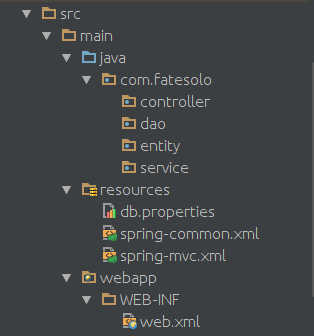 src
main
java
com.fatesolo
controller
dao
entity
service
resources
db.properties
spring-common.xml
spring-mvc.xml
webapp
WEB-INF
web.xml